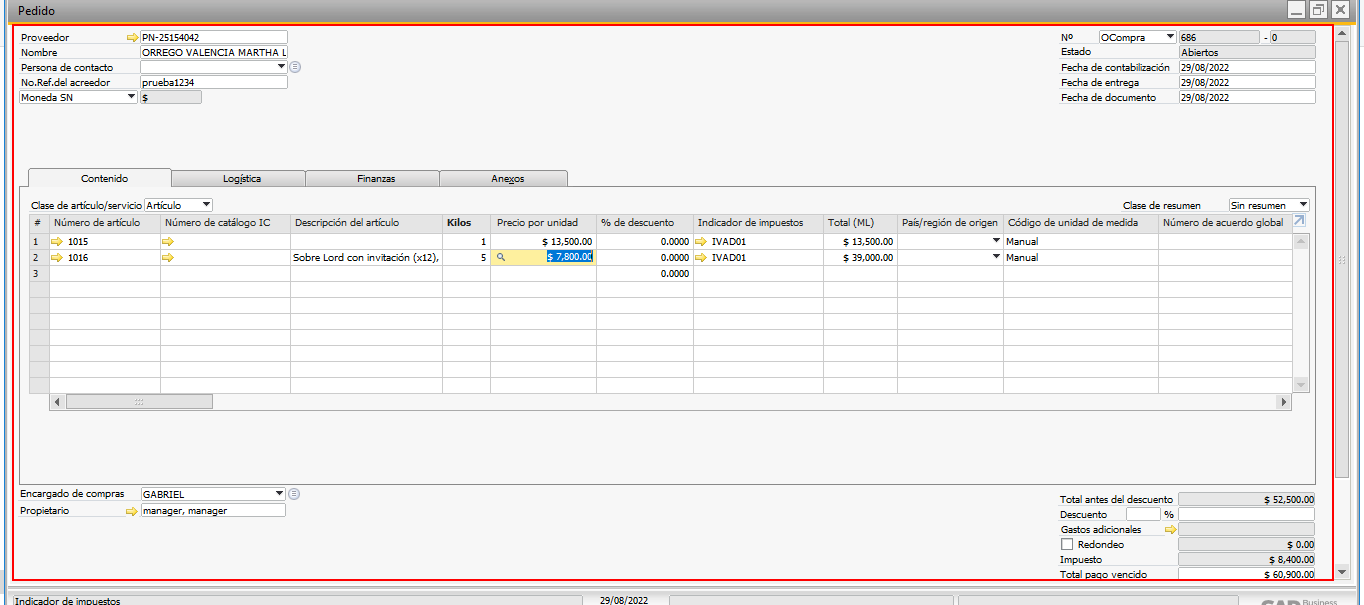 Pedido
Proveedor PN-25154042 Nº OCompra 686 - 0
Nombre ORREGO VALENCIA MARTHA L Estado Abiertos
Persona de contacto Fecha de contabilización 29/08/2022
No.Ref.del acreedor prueba1234 Fecha de entrega 29/08/2022
Moneda SN $ Fecha de documento 29/08/2022
Contenido Logística Finanzas Anexos
Clase de artículo/servicio Artículo Clase de resumen Sin resumen
# Número de artículo Número de catálogo IC Descripción del artículo Kilos Precio por unidad % de descuento Indicador de impuestos Total (ML) País/región de origen Código de unidad de medida Número de acuerdo global
1 1015 1 $ 13,500.00 0.0000 IVAD01 $ 13,500.00 Manual
2 1016 Sobre Lord con invitación (x12), 5 $ 7,800.00 0.0000 IVAD01 $ 39,000.00 Manual
3 0.0000
Encargado de compras GABRIEL
Propietario manager, manager
Total antes del descuento $ 52,500.00
Descuento %
Gastos adicionales
Redondeo $ 0.00
Impuesto $ 8,400.00
Total pago vencido $ 60,900.00
Indicador de impuestos 29/08/2022 SAP Business